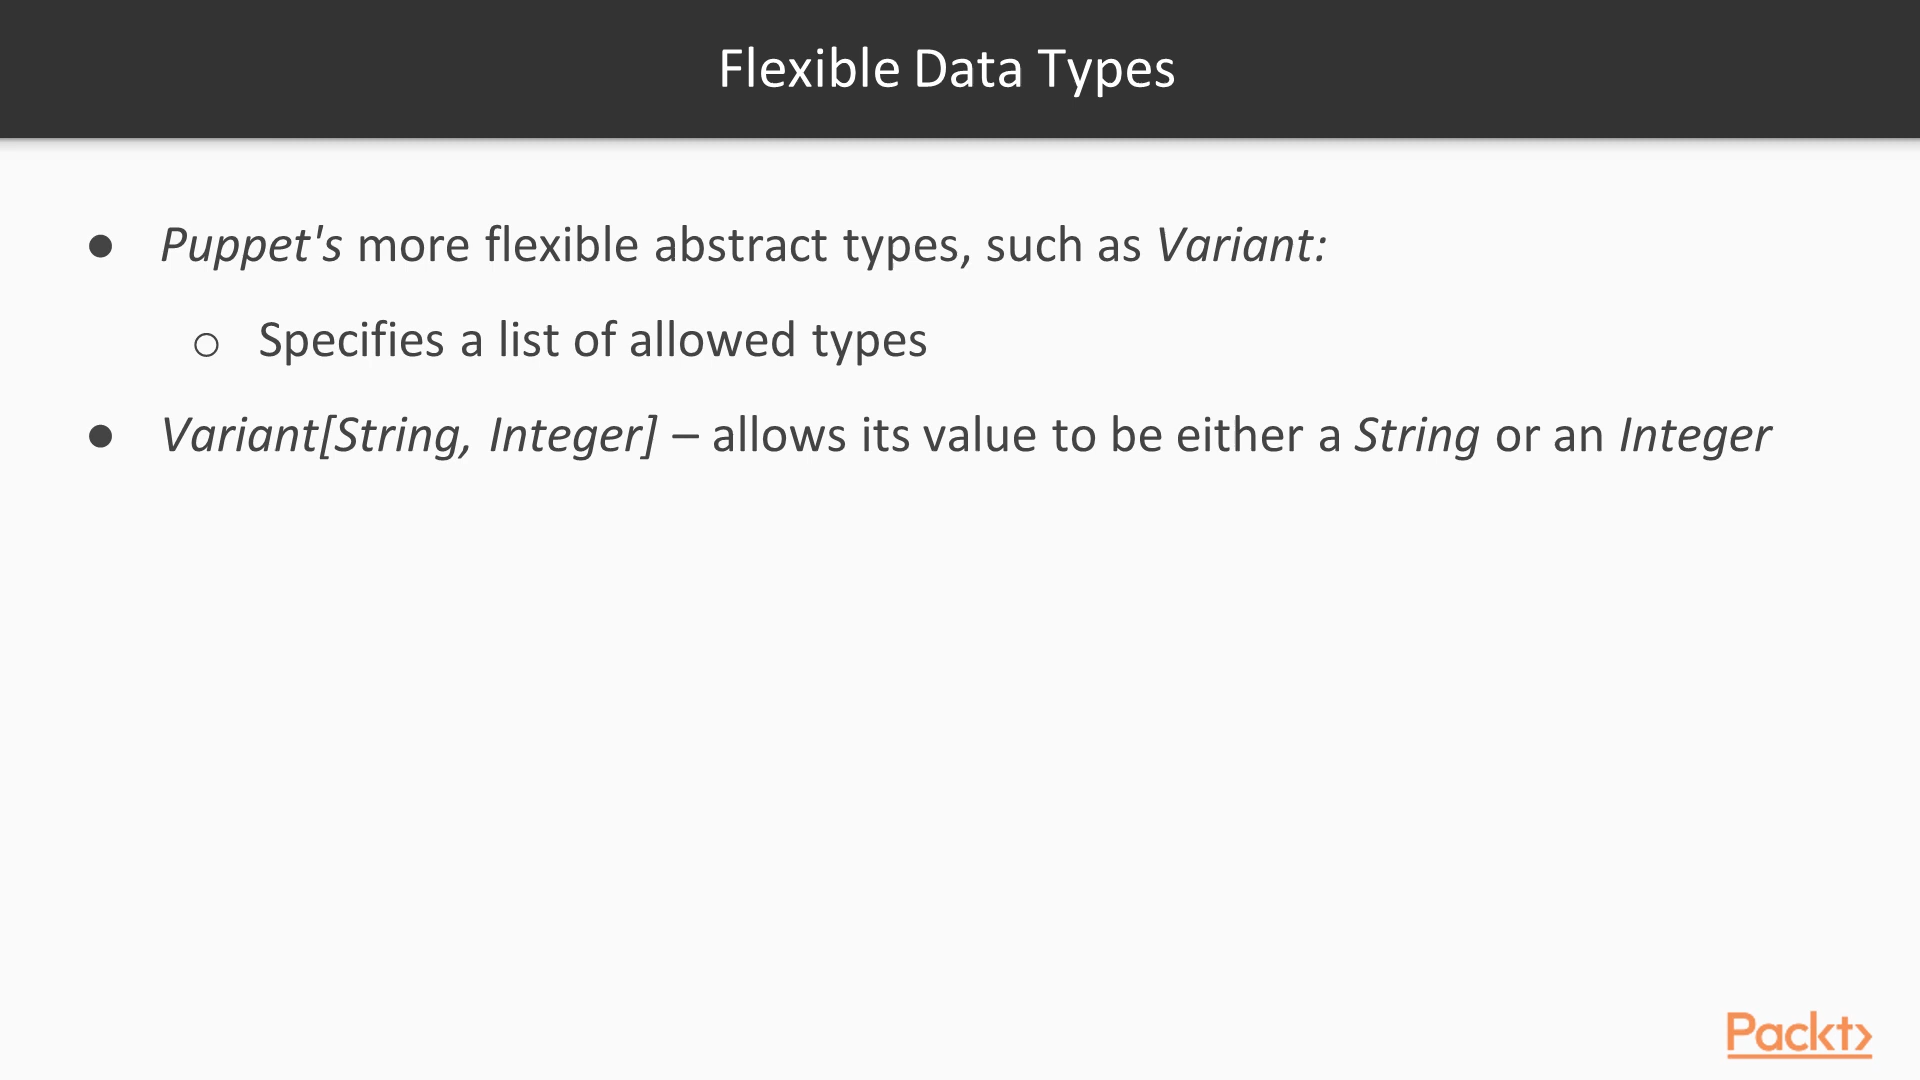 Flexible Data Types
● Puppet's more flexible abstract types, such as Variant:
○ Specifies a list of allowed types
● Variant[String, Integer] – allows its value to be either a String or an Integer
Packt>